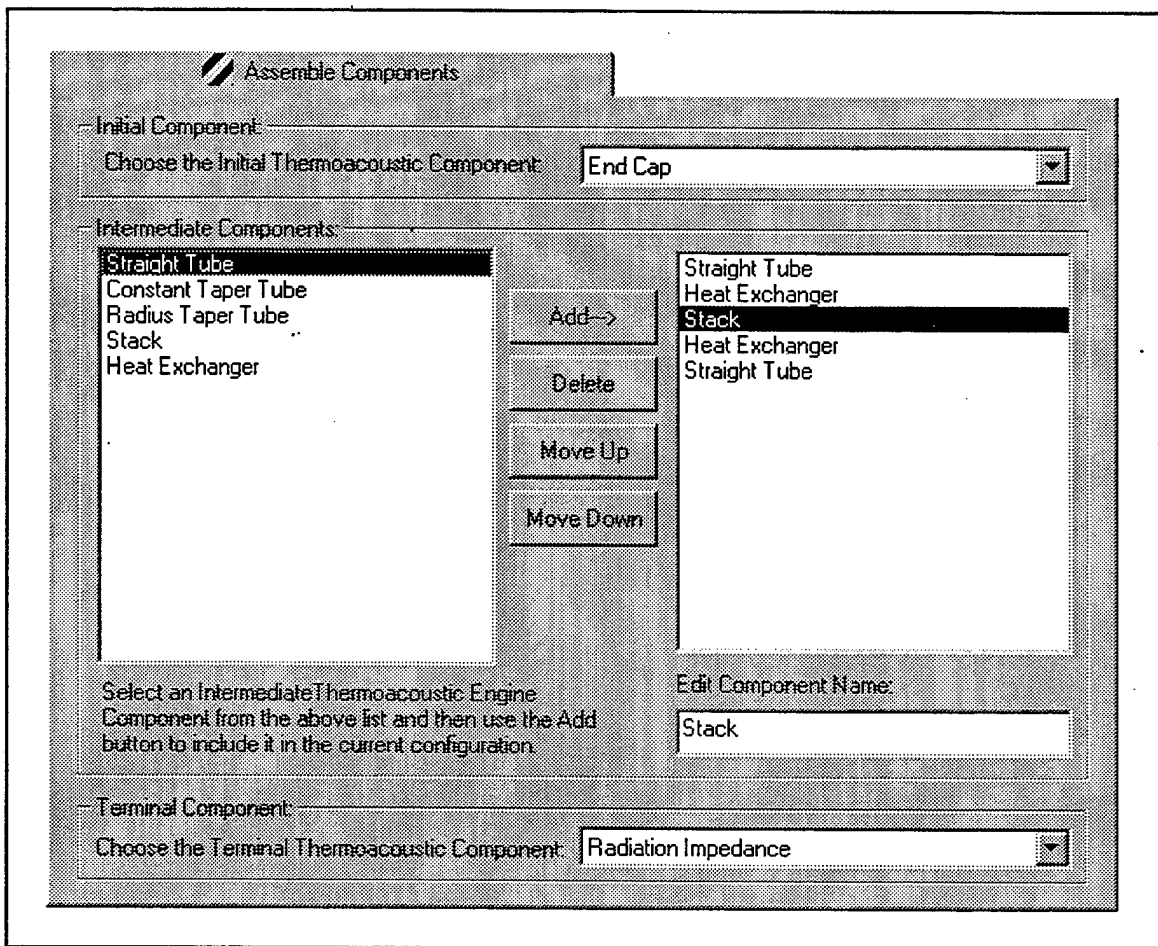 Assemble Components
Initial Component:
Choose the Initial Thermoacoustic Component: End Cap
Intermediate Components:
Straight Tube
Constant Taper Tube
Radius Taper Tube
Stack
Heat Exchanger
Add-->
Delete
Move Up
Move Down
Straight Tube
Heat Exchanger
Stack
Heat Exchanger
Straight Tube
Select an IntermediateThermoacoustic Engine
Component from the above list and then use the Add
button to include it in the current configuration.
Edit Component Name:
Stack
Terminal Component:
Choose the Terminal Thermoacoustic Component: Radiation Impedance